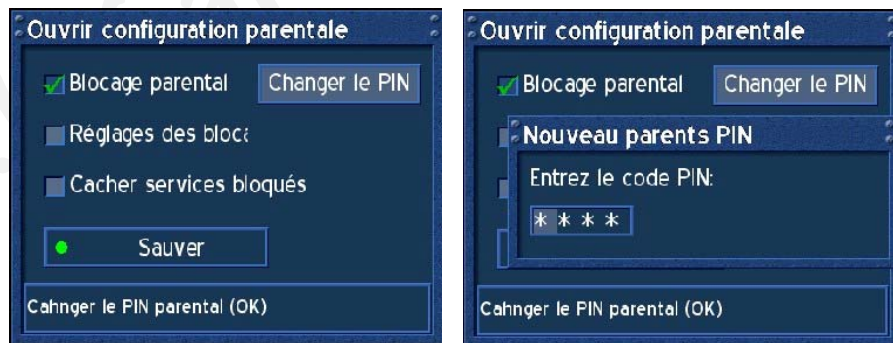 Ouvrir configuration parentale
Blocage parental
Changer le PIN
Réglages des bloca
Cacher services bloqués
Sauver
Cahnger le PIN parental (OK)
Ouvrir configuration parentale
Blocage parental
Changer le PIN
Nouveau parents PIN
Entrez le code PIN:
* * * *
Cahnger le PIN parental (OK)